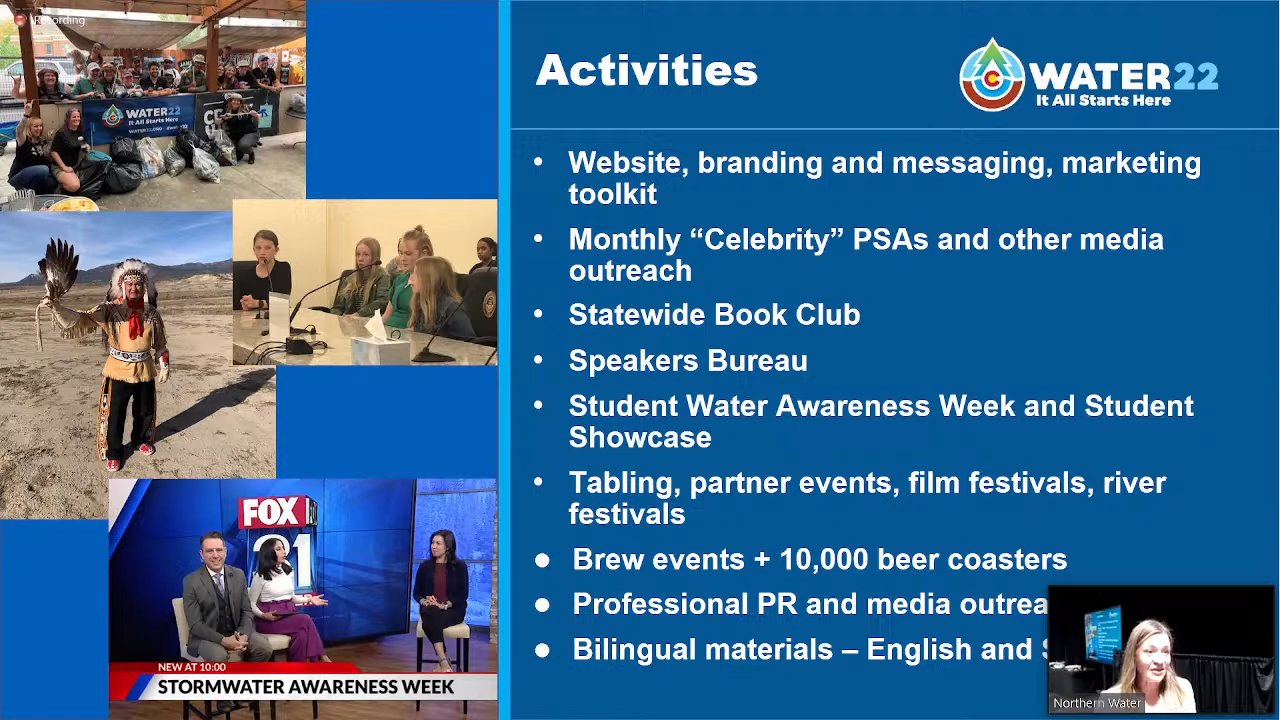 Recording
WATER22
It All Starts Here
FOX
21
NEW AT 10:00
STORMWATER AWARENESS WEEK
Activities
WATER22
It All Starts Here
• Website, branding and messaging, marketing
toolkit
• Monthly “Celebrity” PSAs and other media
outreach
• Statewide Book Club
• Speakers Bureau
• Student Water Awareness Week and Student
Showcase
• Tabling, partner events, film festivals, river
festivals
● Brew events + 10,000 beer coasters
● Professional PR and media outrea
● Bilingual materials – English and S
Northern Water